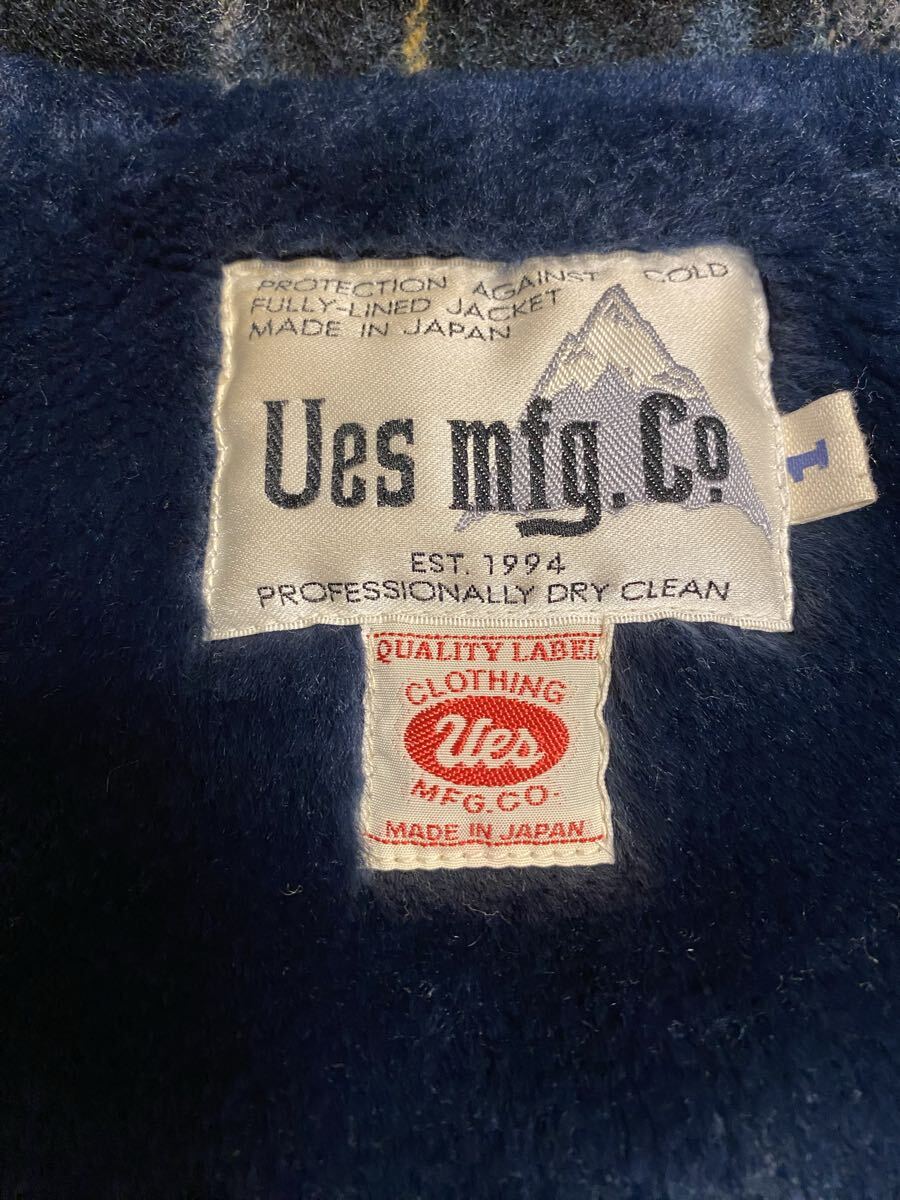 PROTECTION AGAINST COLD
FULLY-LINED JACKET
MADE IN JAPAN
Ues mfg. Co
EST. 1994
PROFESSIONALLY DRY CLEAN
1
QUALITY LABEL
CLOTHING
Ues
MFG.CO.
MADE IN JAPAN